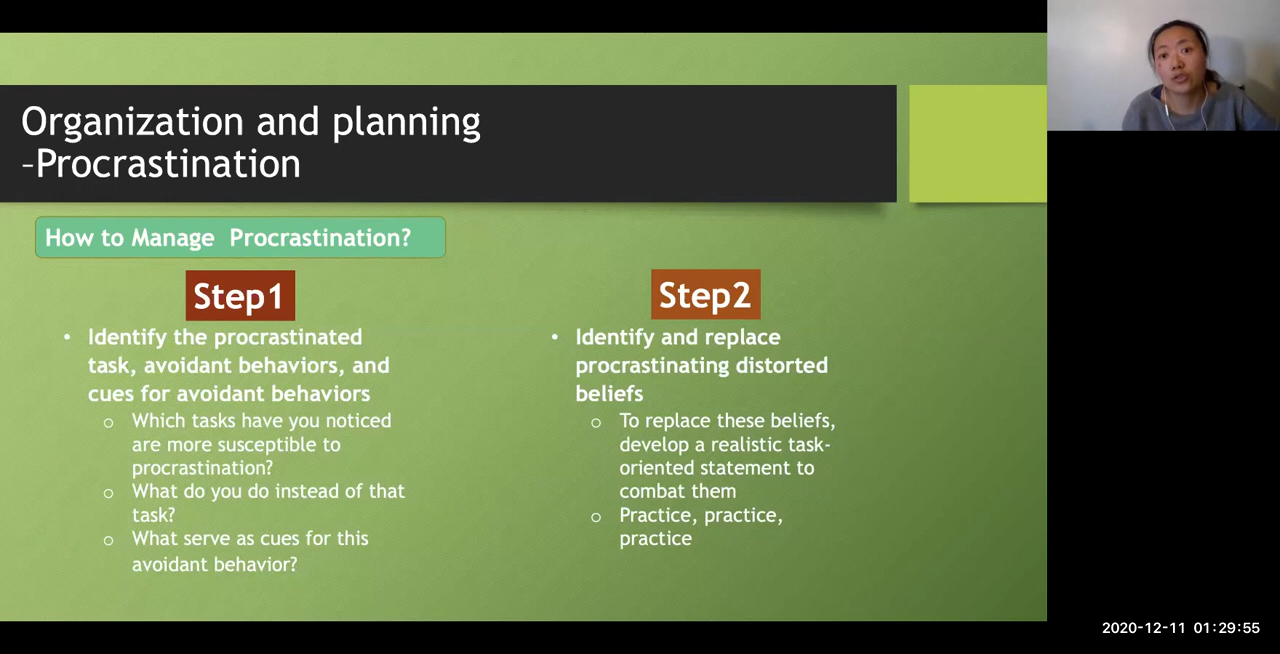 Organization and planning
–Procrastination
How to Manage  Procrastination?
Step1
• Identify the procrastinated
task, avoidant behaviors, and
cues for avoidant behaviors
o Which tasks have you noticed
are more susceptible to
procrastination?
o What do you do instead of that
task?
o What serve as cues for this
avoidant behavior?
Step2
• Identify and replace
procrastinating distorted
beliefs
o To replace these beliefs,
develop a realistic task-
oriented statement to
combat them
o Practice, practice,
practice
2020-12-11 01:29:55